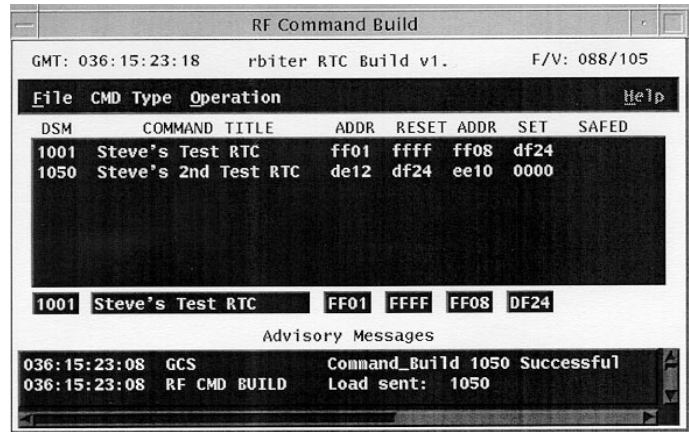 RF Command Build
GMT: 036:15:23:18 rbiter RTC Build v1. F/V: 088/105
File CMD Type Operation Help
DSM COMMAND TITLE ADDR RESET ADDR SET SAFED
1001 Steve's Test RTC ff01 ffff ff08 df24
1050 Steve's 2nd Test RTC de12 df24 ee10 0000
1001 Steve's Test RTC FF01 FFFF FF08 DF24
Advisory Messages
036:15:23:08 GCS Command_Build 1050 Successful
036:15:23:08 RF CMD BUILD Load sent: 1050